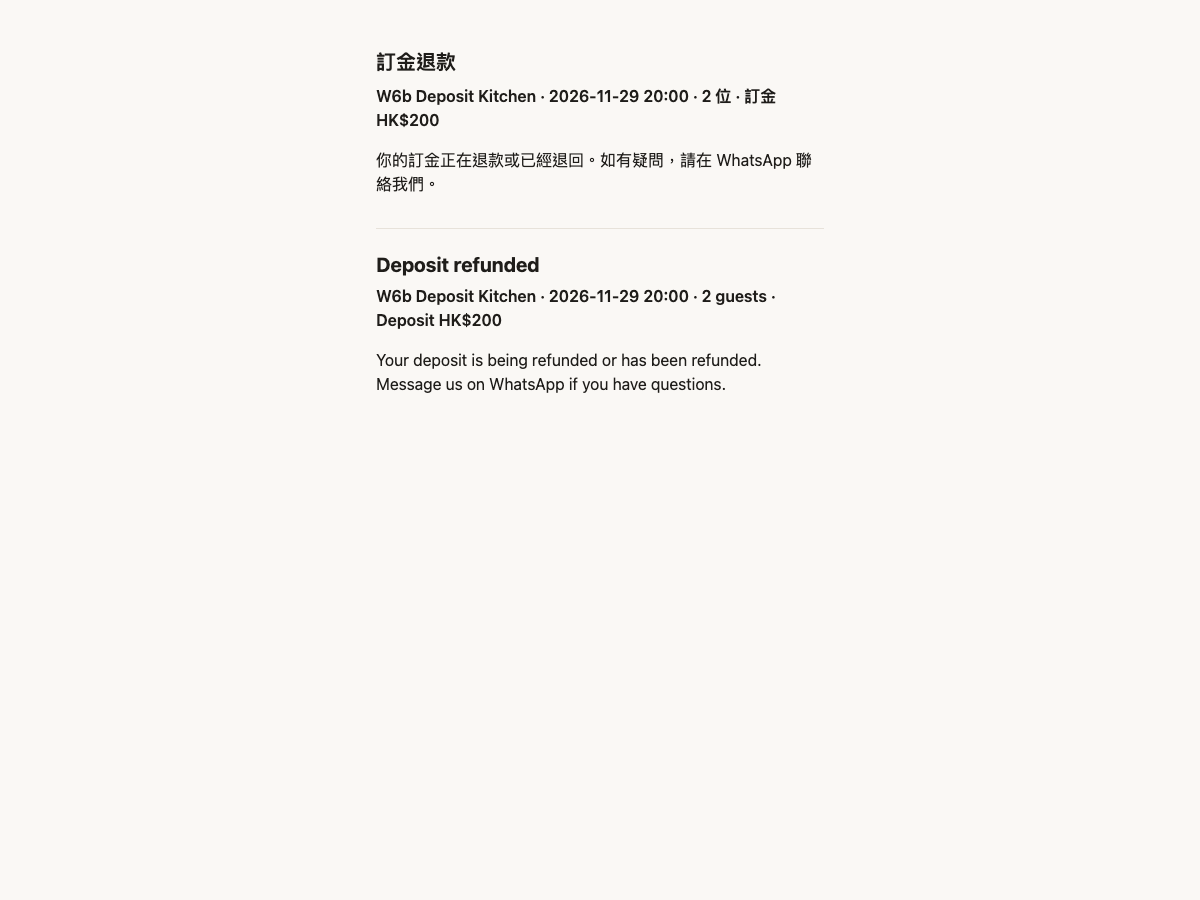 訂金退款
W6b Deposit Kitchen · 2026-11-29 20:00 · 2 位 · 訂金
HK$200
你的訂金正在退款或已經退回。如有疑問，請在 WhatsApp 聯
絡我們。
Deposit refunded
W6b Deposit Kitchen · 2026-11-29 20:00 · 2 guests ·
Deposit HK$200
Your deposit is being refunded or has been refunded.
Message us on WhatsApp if you have questions.